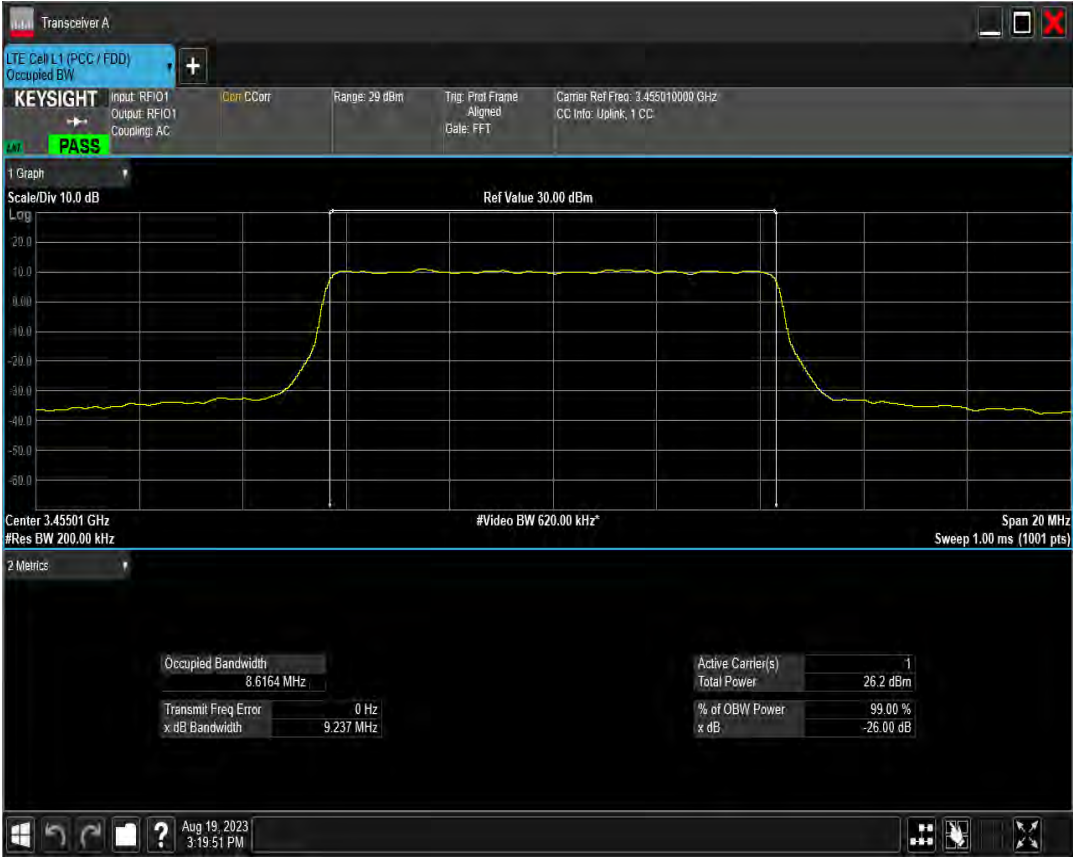 Transceiver A
LTE Cell L1 (PCC / FDD)
Occupied BW
+
KEYSIGHT
Input: RFIO1
Output: RFIO1
Coupling: AC
Corr CCorr
Range: 29 dBm
Trig: Prot Frame
Aligned
Gate: FFT
Carrier Ref Freq: 3.455010000 GHz
CC Info: Uplink, 1 CC
PASS
1 Graph
Scale/Div 10.0 dB
Ref Value 30.00 dBm
Log
20.0
10.0
0.00
-10.0
-20.0
-30.0
-40.0
-50.0
-60.0
Center 3.45501 GHz
#Video BW 620.00 kHz*
Span 20 MHz
#Res BW 200.00 kHz
Sweep 1.00 ms (1001 pts)
2 Metrics
Occupied Bandwidth
8.6164 MHz
Transmit Freq Error 0 Hz
x dB Bandwidth 9.237 MHz
Active Carrier(s) 1
Total Power 26.2 dBm
% of OBW Power 99.00 %
x dB -26.00 dB
?
Aug 19, 2023
3:19:51 PM